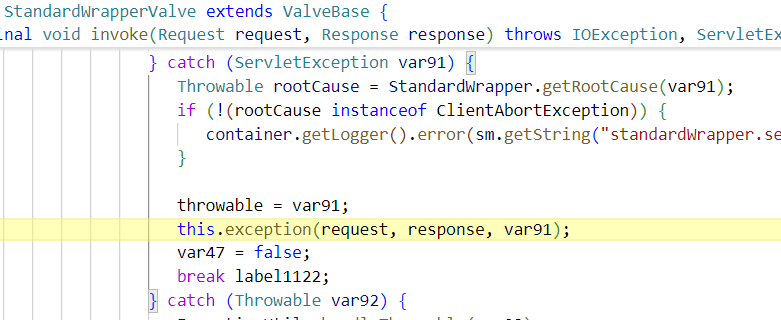 StandardWrapperValve extends ValveBase {
inal void invoke(Request request, Response response) throws IOException, ServletEx
} catch (ServletException var91) {
Throwable rootCause = StandardWrapper.getRootCause(var91);
if (!(rootCause instanceof ClientAbortException)) {
container.getLogger().error(sm.getString("standardWrapper.se
}
throwable = var91;
this.exception(request, response, var91);
var47 = false;
break label1122;
} catch (Throwable var92) {